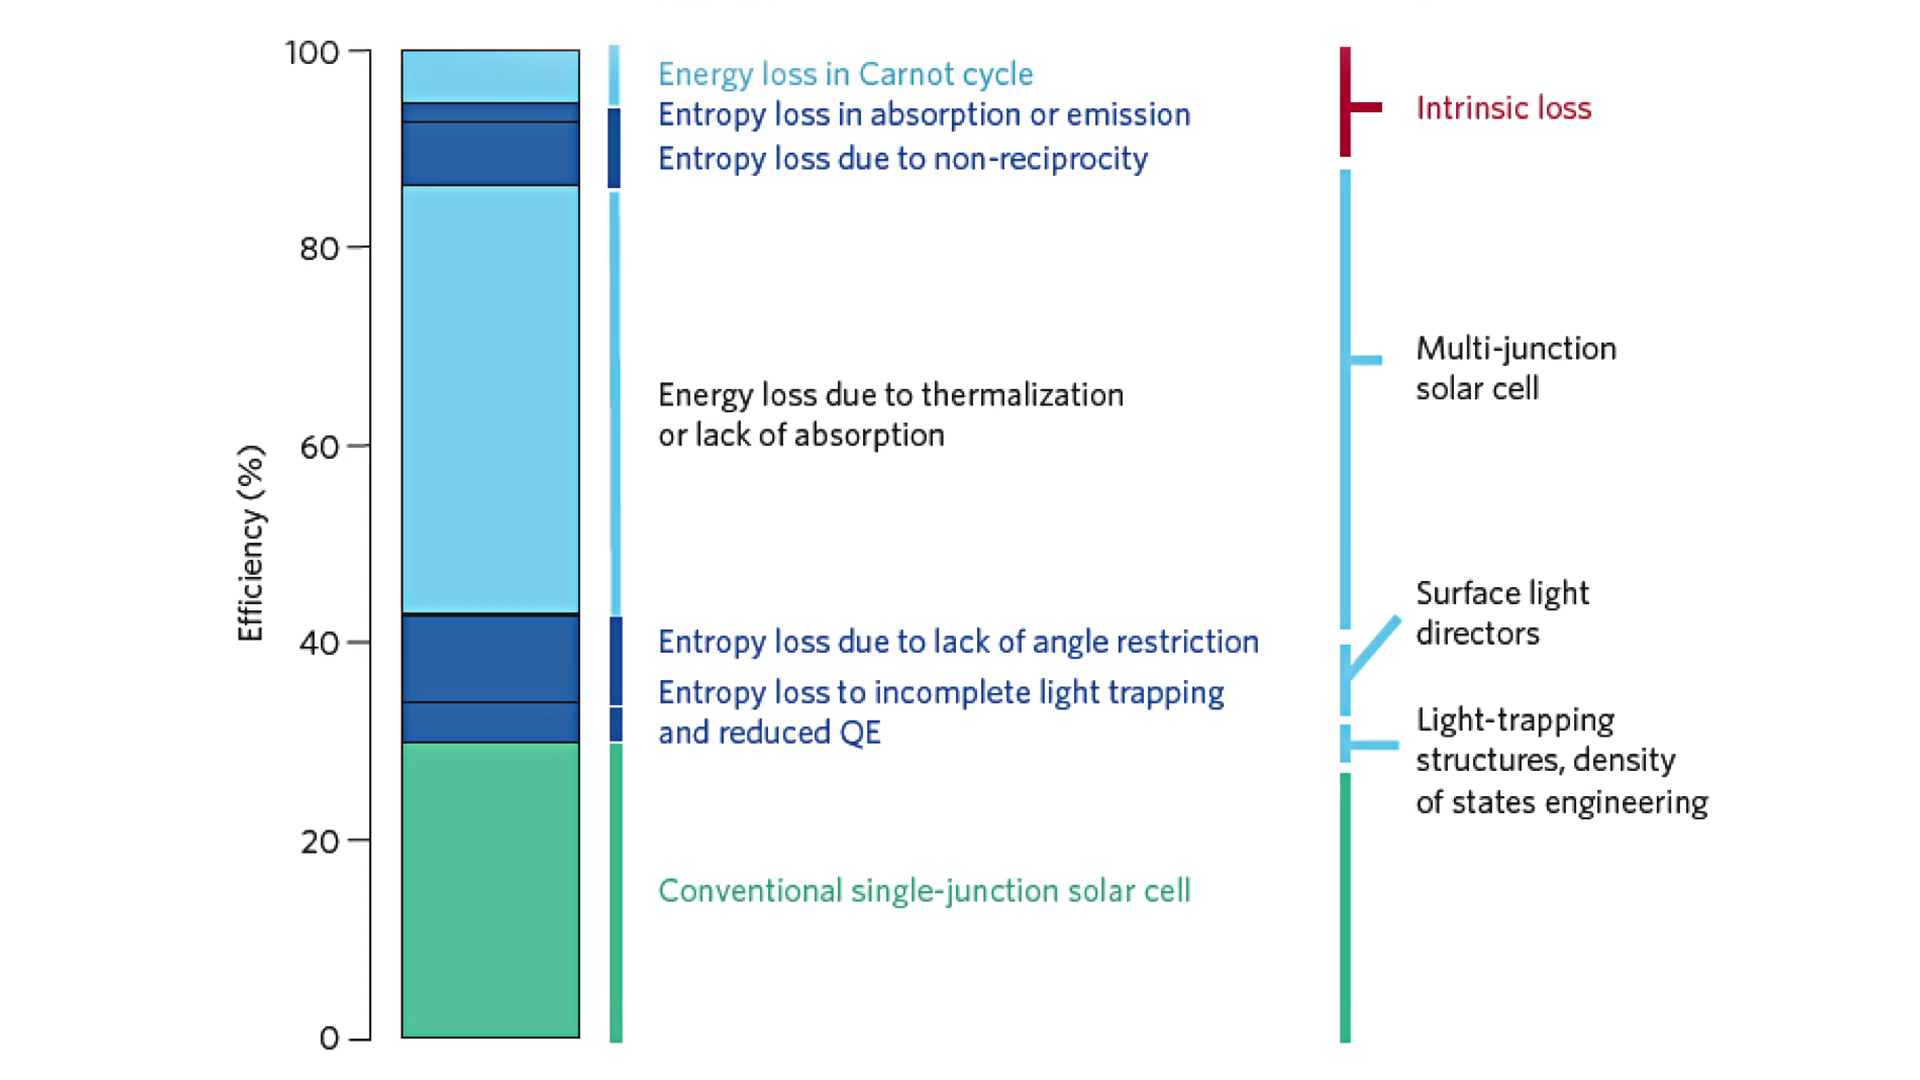 Efficiency (%)
100
80
60
40
20
0
Energy loss in Carnot cycle
Entropy loss in absorption or emission
Entropy loss due to non-reciprocity
Energy loss due to thermalization
or lack of absorption
Entropy loss due to lack of angle restriction
Entropy loss to incomplete light trapping
and reduced QE
Conventional single-junction solar cell
Intrinsic loss
Multi-junction
solar cell
Surface light
directors
Light-trapping
structures, density
of states engineering